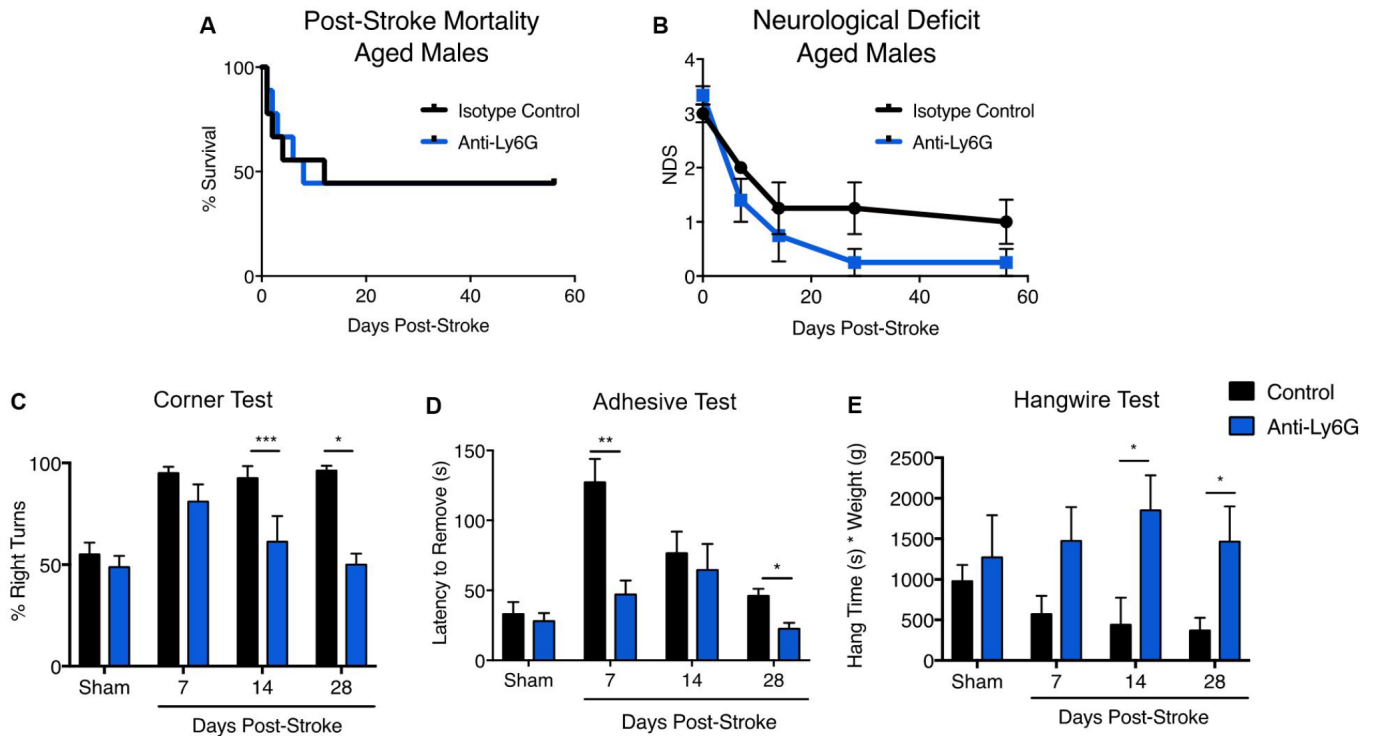 A
Post-Stroke Mortality
Aged Males
100
50
0
% Survival
Isotype Control
Anti-Ly6G
0 20 40 60
Days Post-Stroke
B
Neurological Deficit
Aged Males
4
3
2
1
0
NDS
Isotype Control
Anti-Ly6G
0 20 40 60
Days Post-Stroke
C
Corner Test
100
50
0
% Right Turns
***
*
Sham 7 14 28
Days Post-Stroke
D
Adhesive Test
150
100
50
0
Latency to Remove (s)
**
*
Sham 7 14 28
Days Post-Stroke
E
Hangwire Test
2500
2000
1500
1000
500
0
Hang Time (s) * Weight (g)
*
*
Sham 7 14 28
Days Post-Stroke
Control
Anti-Ly6G